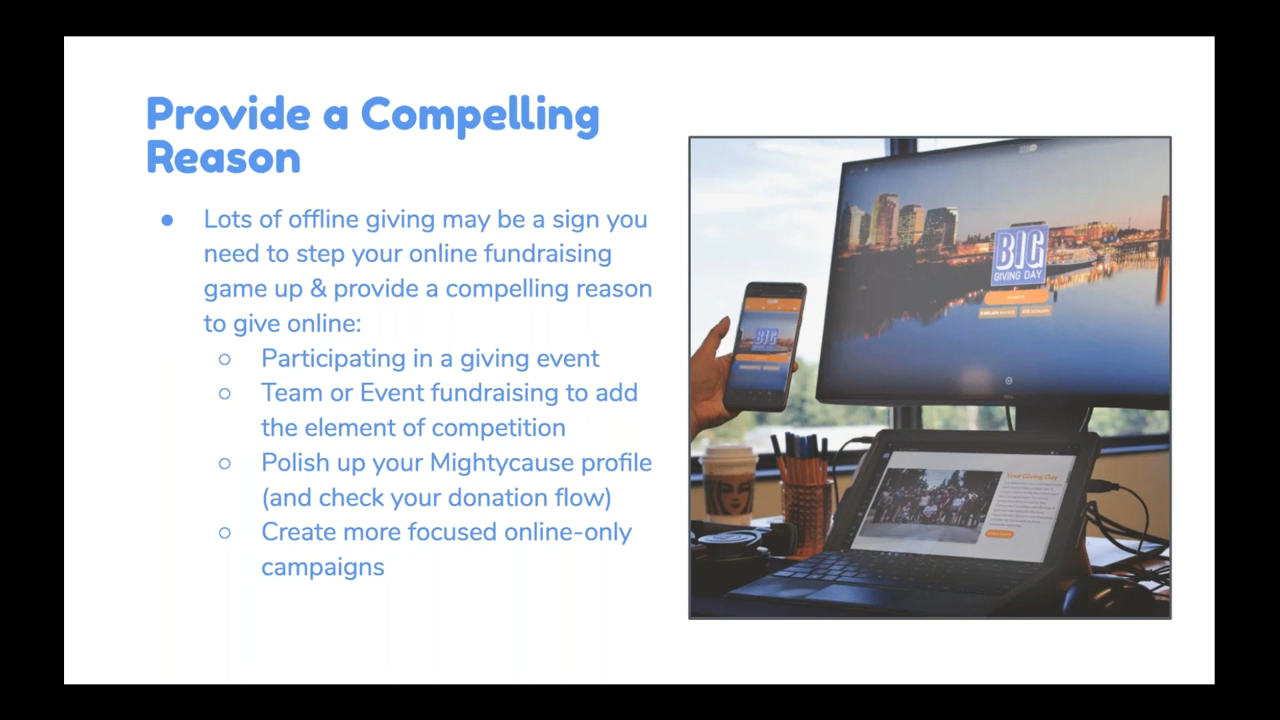 Provide a Compelling
Reason
● Lots of offline giving may be a sign you
need to step your online fundraising
game up & provide a compelling reason
to give online:
○ Participating in a giving event
○ Team or Event fundraising to add
the element of competition
○ Polish up your Mightycause profile
(and check your donation flow)
○ Create more focused online-only
campaigns
BIG
GIVING DAY
BIG
Your Giving Day